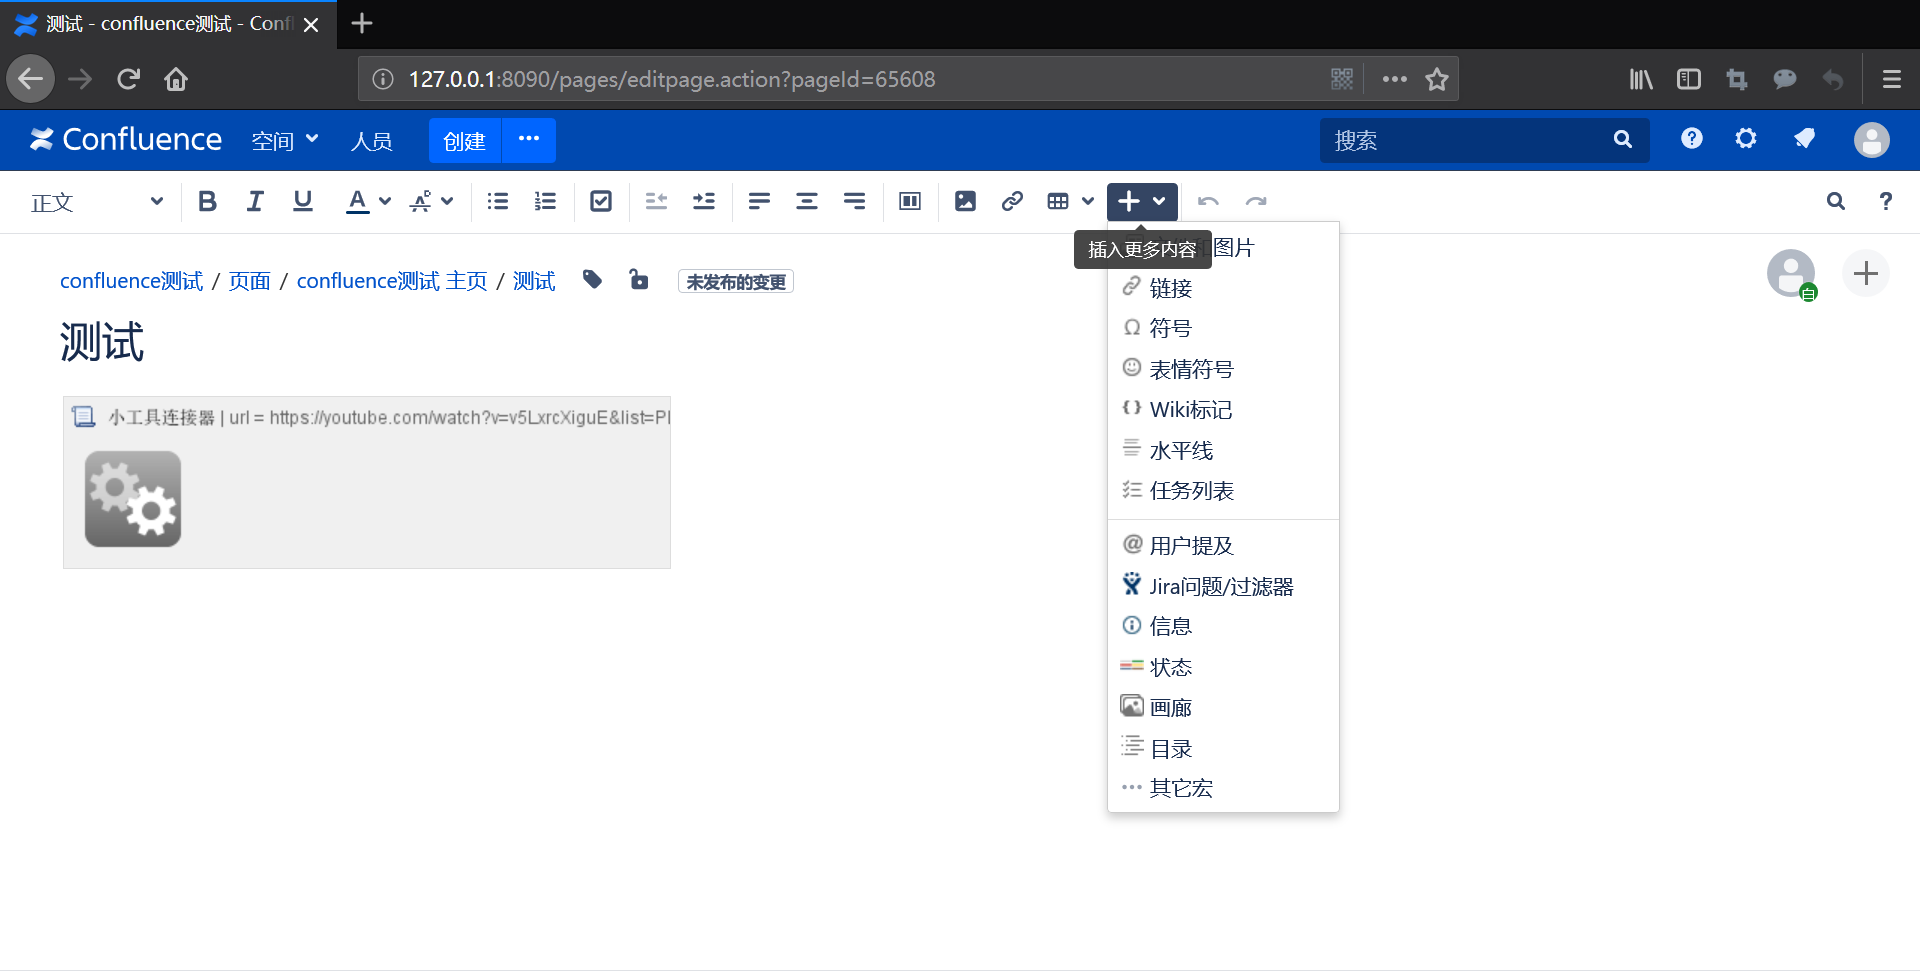 测试 - confluence测试 - Conf
127.0.0.1:8090/pages/editpage.action?pageId=65608
Confluence 空间 人员 创建 搜索
正文
插入更多内容
和图片
confluence测试 / 页面 / confluence测试 主页 / 测试 未发布的变更
测试
小工具连接器 | url = https://youtube.com/watch?v=v5LxrcXiguE&list=Pl
链接
符号
表情符号
Wiki标记
水平线
任务列表
用户提及
Jira问题/过滤器
信息
状态
画廊
目录
其它宏